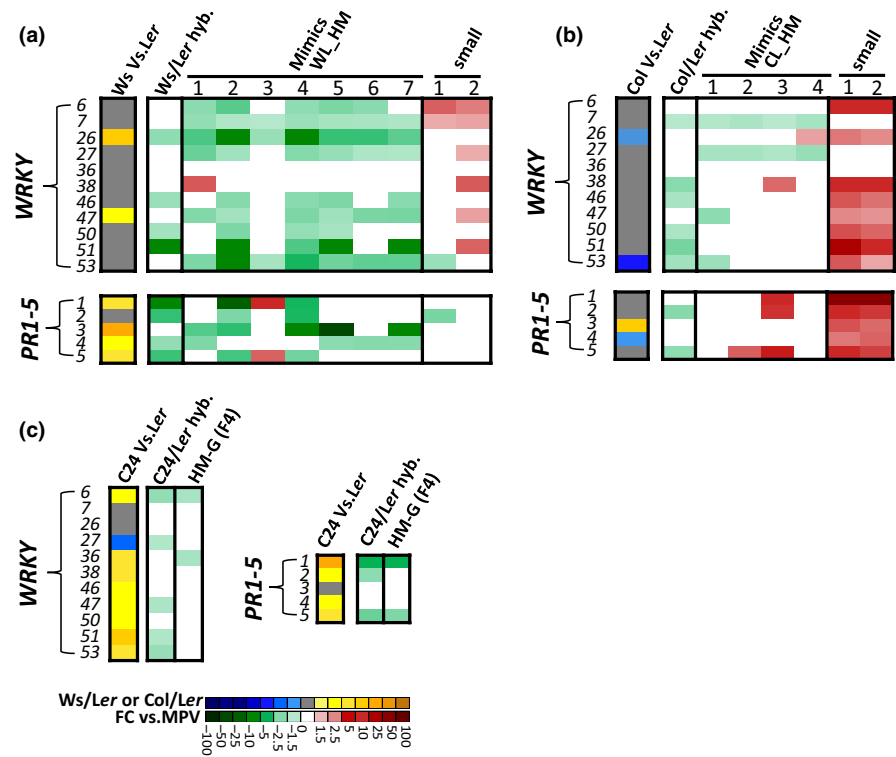 (a)
Ws Vs.Ler
Ws/Ler hyb.
Mimics
WL_HM
small
1 2 3 4 5 6 7 1 2
WRKY
6
7
26
27
36
38
46
47
50
51
53
PR1-5
1
2
3
4
5
(b)
Col Vs.Ler
Col/Ler hyb.
Mimics
CL_HM
small
1 2 3 4 1 2
WRKY
6
7
26
27
36
38
46
47
50
51
53
PR1-5
1
2
3
4
5
(c)
C24 Vs.Ler
C24/Ler hyb.
HM-G (F4)
WRKY
6
7
26
27
36
38
46
47
50
51
53
C24 Vs.Ler
C24/Ler hyb.
HM-G (F4)
PR1-5
1
2
3
4
5
Ws/Ler or Col/Ler
FC vs.MPV
-100 -50 -25 -10 -5 -2.5 -1.5 0 1.5 2.5 5 10 25 50 100